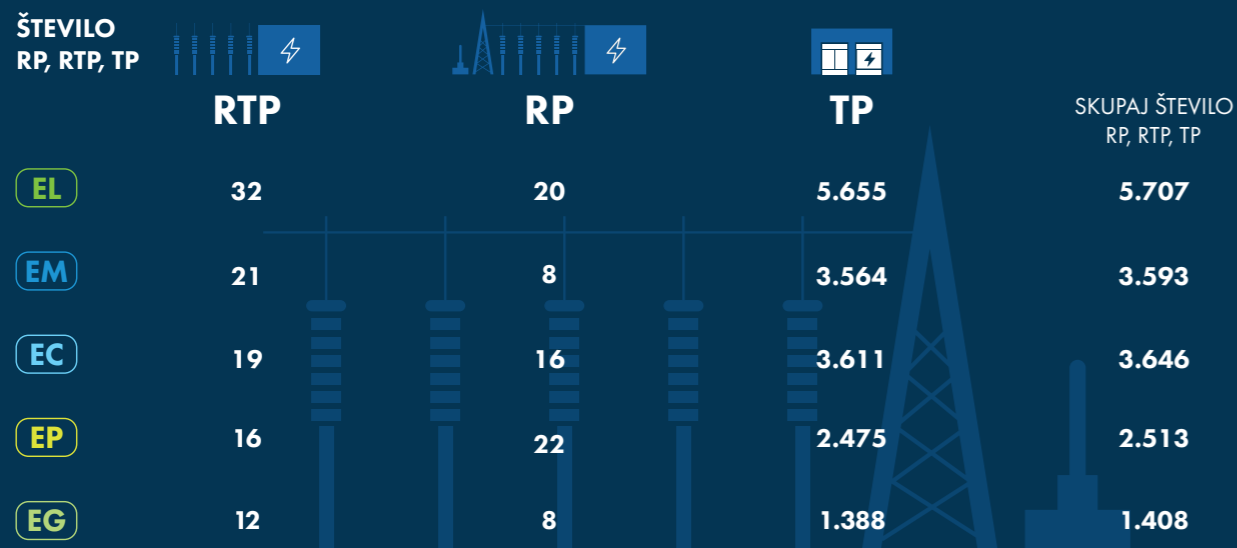 ŠTEVILO
RP, RTP, TP
RTP RP TP SKUPAJ ŠTEVILO
RP, RTP, TP
EL 32 20 5.655 5.707
EM 21 8 3.564 3.593
EC 19 16 3.611 3.646
EP 16 22 2.475 2.513
EG 12 8 1.388 1.408